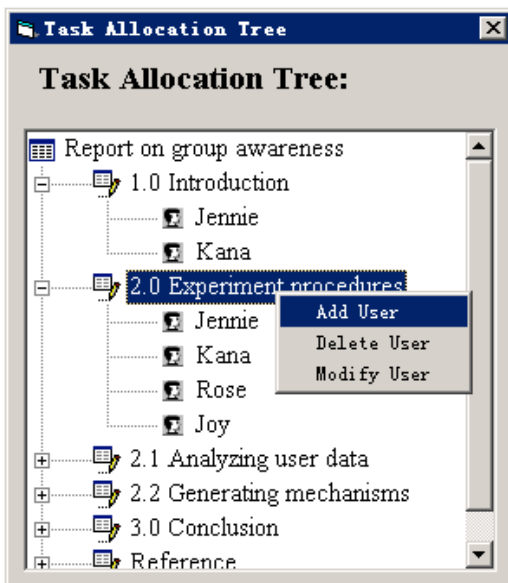 Task Allocation Tree
Task Allocation Tree:
Report on group awareness
1.0 Introduction
Jennie
Kana
2.0 Experiment procedures
Add User
Jennie
Delete User
Kana
Modify User
Rose
Joy
2.1 Analyzing user data
2.2 Generating mechanisms
3.0 Conclusion
Reference